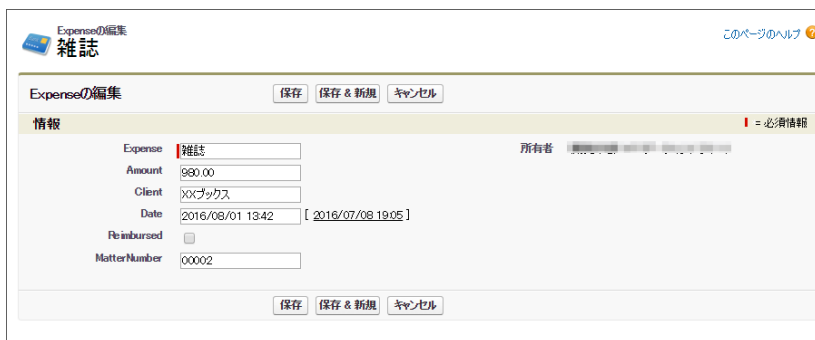 Expenseの編集
雑誌
このページのヘルプ
Expenseの編集
保存 保存 & 新規 キャンセル
情報
= 必須情報
Expense 雑誌
所有者
Amount 980.00
Client XXブックス
Date 2016/08/01 13:42 [ 2016/07/08 19:05 ]
Reimbursed
MatterNumber 00002
保存 保存 & 新規 キャンセル